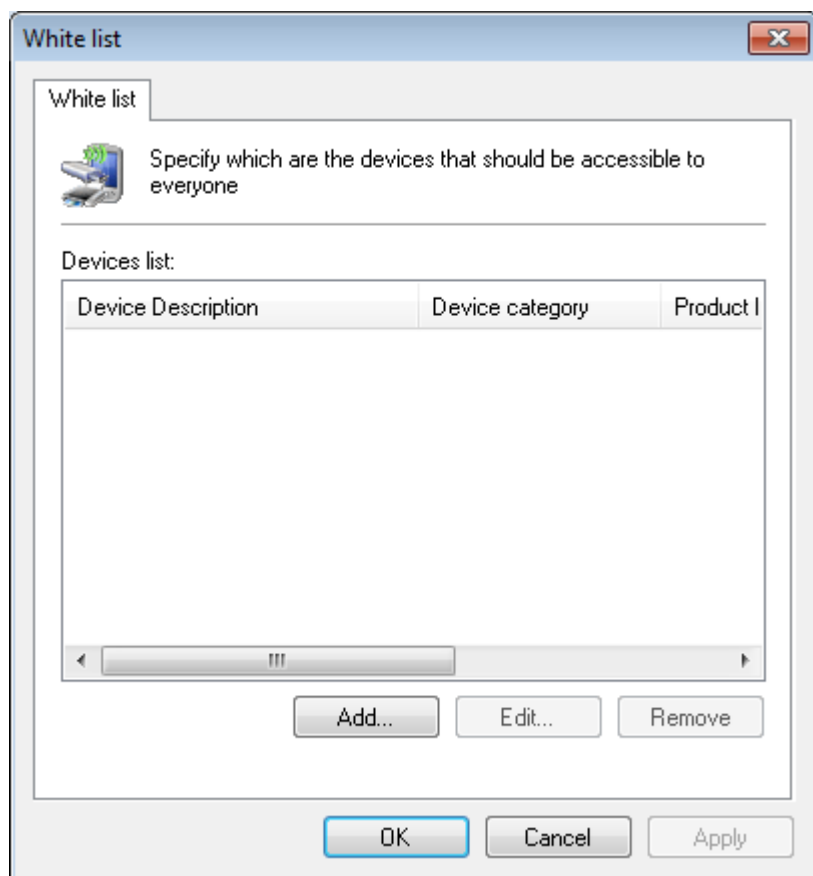 White list
White list
Specify which are the devices that should be accessible to
everyone
Devices list:
Device Description Device category Product I
Add... Edit... Remove
OK Cancel Apply